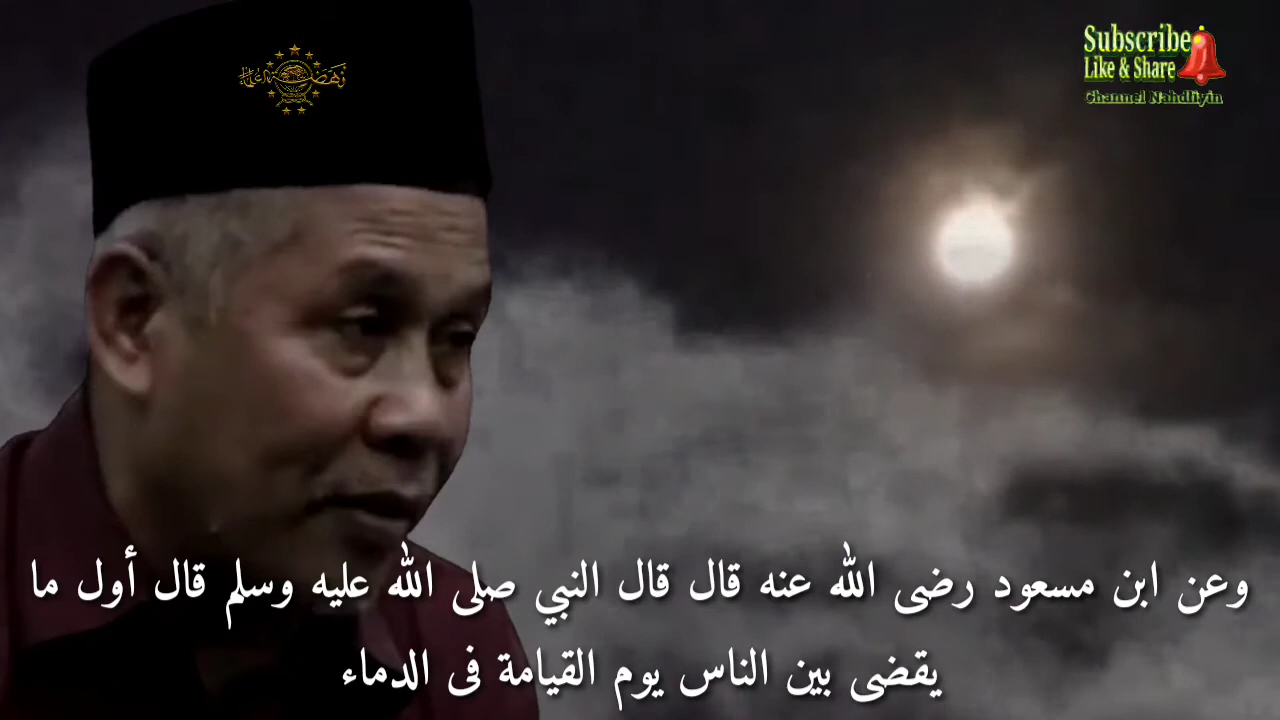 Subscribe
Like & Share
Channel Nahdliyin
وعن ابن مسعود رضى الله عنه قال قال النبي صلى الله عليه وسلم قال أول ما
يقضى بين الناس يوم القيامة فى الدماء